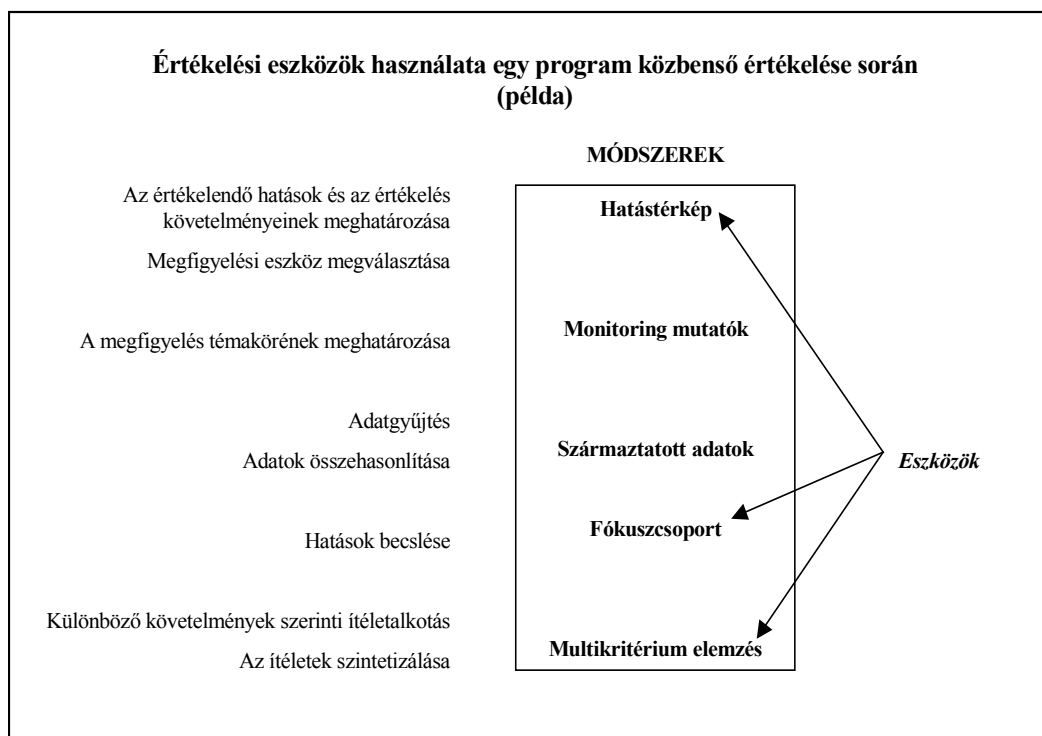 Értékelési eszközök használata egy program közbenső értékelése során
(példa)
MÓDSZEREK
Az értékelendő hatások és az értékelés
követelményeinek meghatározása
Hatástérkép
Megfigyelési eszköz megválasztása
Monitoring mutatók
A megfigyelés témakörének meghatározása
Adatgyűjtés
Származtatott adatok
Adatok összehasonlítása
Eszközök
Fókuszcsoport
Hatások becslése
Különböző követelmények szerinti ítéletalkotás
Multikritérium elemzés
Az ítéletek szintetizálása